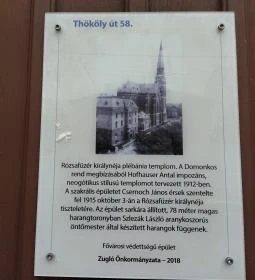 Thököly út 58.
Rózsafüzér királynéja plébánia templom. A Domonkos
rend megbízásából Hofhauser Antal impozáns,
neogótikus stílusú templomot tervezett 1912-ben.
A szakrális épületet Csernoch János érsek szentelte
fel 1915 október 3-án a Rózsafüzér királynéja
tiszteletére. Az épület sarkára állított, 78 méter magas
harangtoronyban Szlezák László aranykoszorús
öntőmester által készített harangok függenek.
Fővárosi védettségű épület
Zugló Önkormányzata – 2018